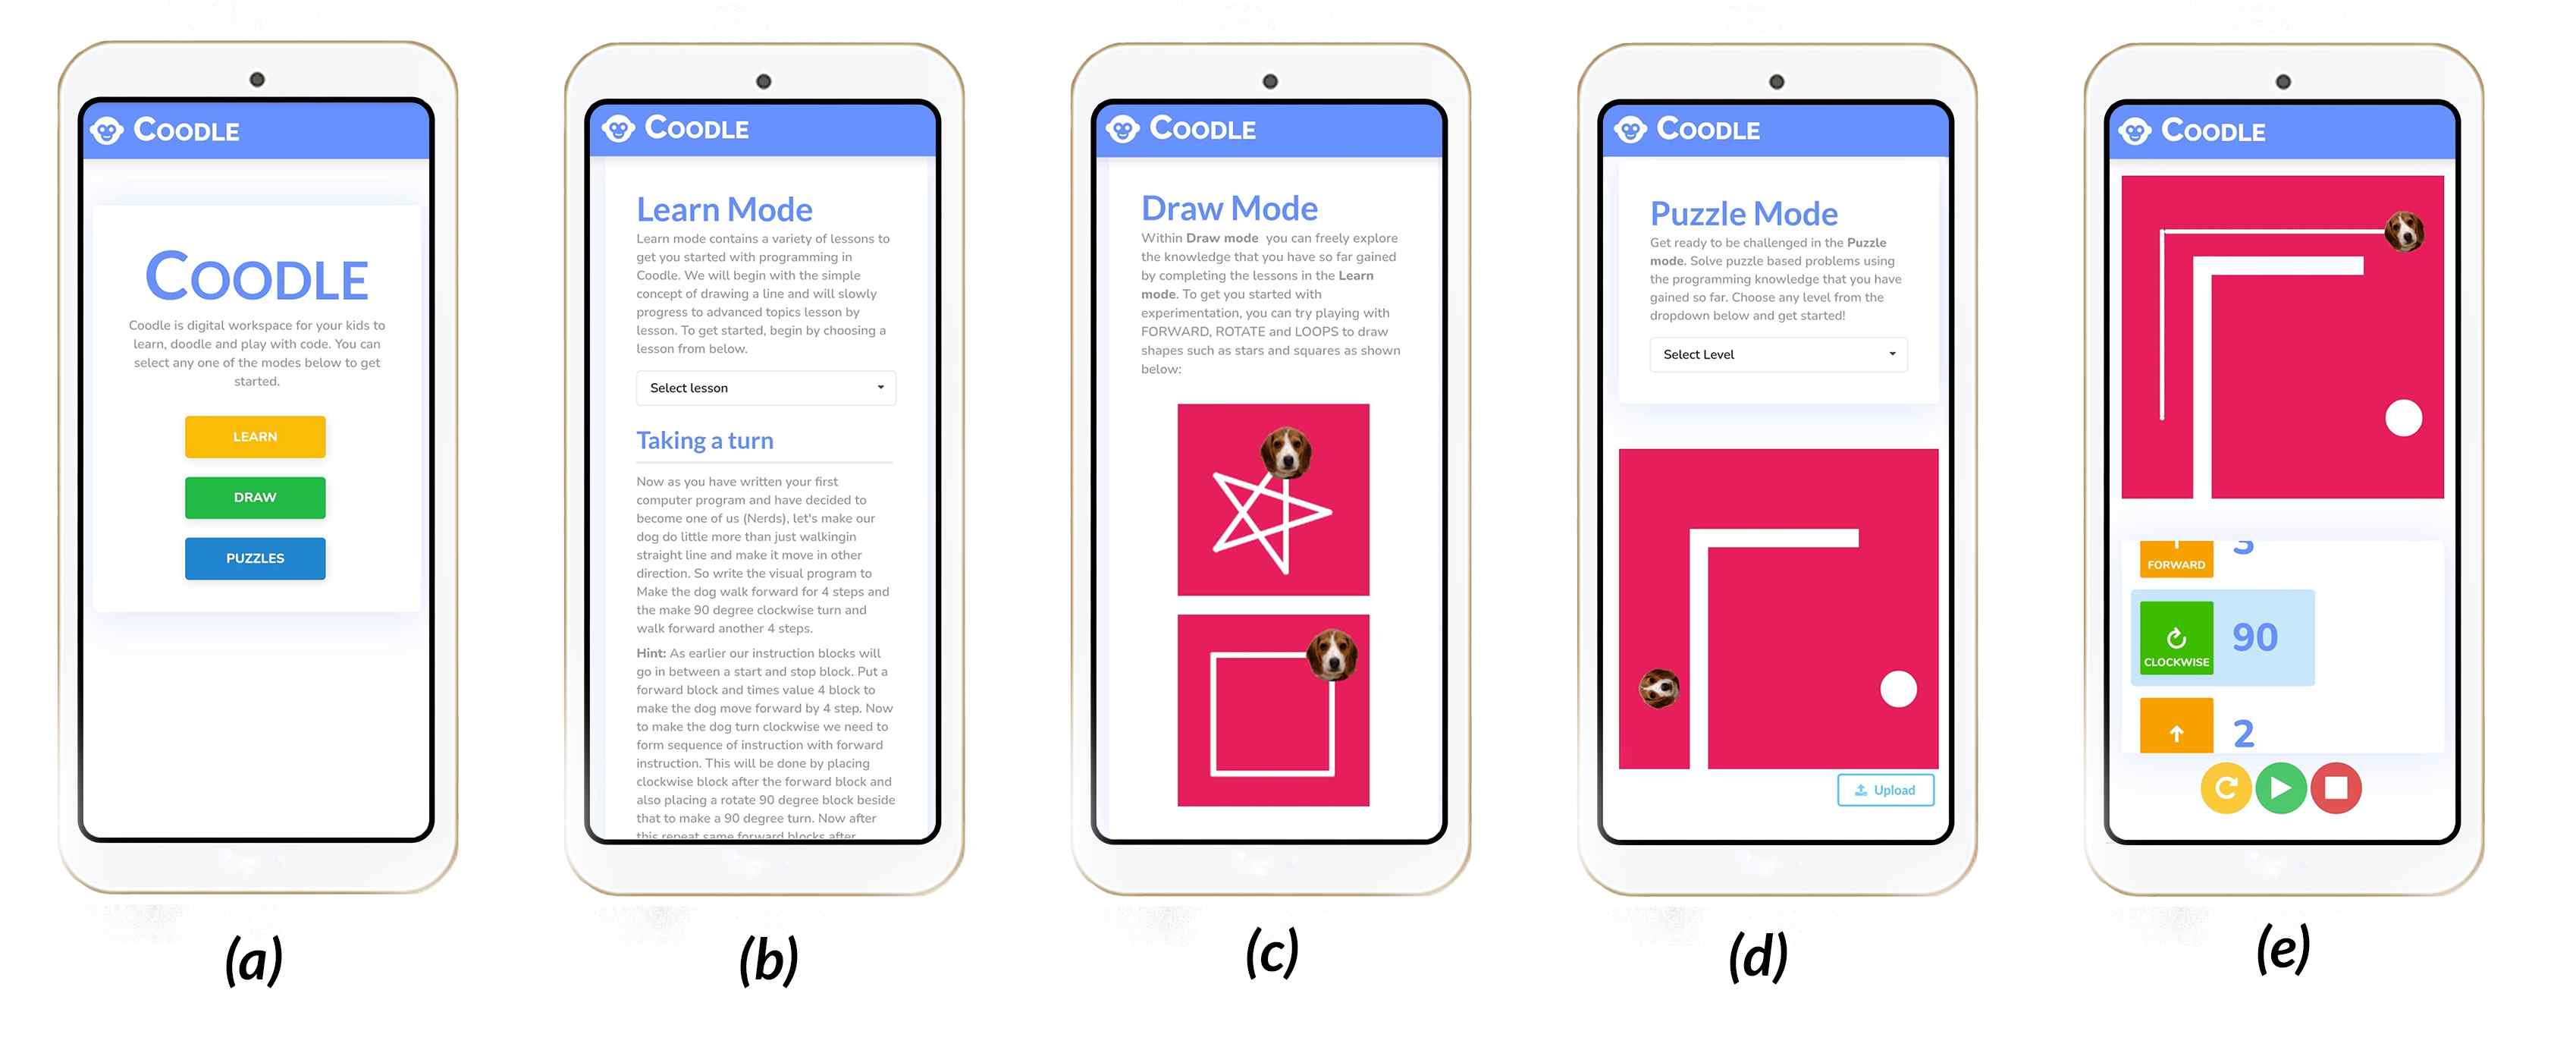 COODLE
COODLE
Coodle is digital workspace for your kids to
learn, doodle and play with code. You can
select any one of the modes below to get
started.
LEARN
DRAW
PUZZLES
(a)
COODLE
Learn Mode
Learn mode contains a variety of lessons to
get you started with programming in
Coodle. We will begin with the simple
concept of drawing a line and will slowly
progress to advanced topics lesson by
lesson. To get started, begin by choosing a
lesson from below.
Select lesson
Taking a turn
Now as you have written your first
computer program and have decided to
become one of us (Nerds), let's make our
dog do little more than just walkingin
straight line and make it move in other
direction. So write the visual program to
Make the dog walk forward for 4 steps and
the make 90 degree clockwise turn and
walk forward another 4 steps.
Hint: As earlier our instruction blocks will
go in between a start and stop block. Put a
forward block and times value 4 block to
make the dog move forward by 4 step. Now
to make the dog turn clockwise we need to
form sequence of instruction with forward
instruction. This will be done by placing
clockwise block after the forward block and
also placing a rotate 90 degree block beside
that to make a 90 degree turn. Now after
this repeat same forward blocks after
(b)
COODLE
Draw Mode
Within Draw mode you can freely explore
the knowledge that you have so far gained
by completing the lessons in the Learn
mode. To get you started with
experimentation, you can try playing with
FORWARD, ROTATE and LOOPS to draw
shapes such as stars and squares as shown
below:
(c)
COODLE
Puzzle Mode
Get ready to be challenged in the Puzzle
mode. Solve puzzle based problems using
the programming knowledge that you have
gained so far. Choose any level from the
dropdown below and get started!
Select Level
Upload
(d)
COODLE
3
FORWARD
90
CLOCKWISE
2
(e)